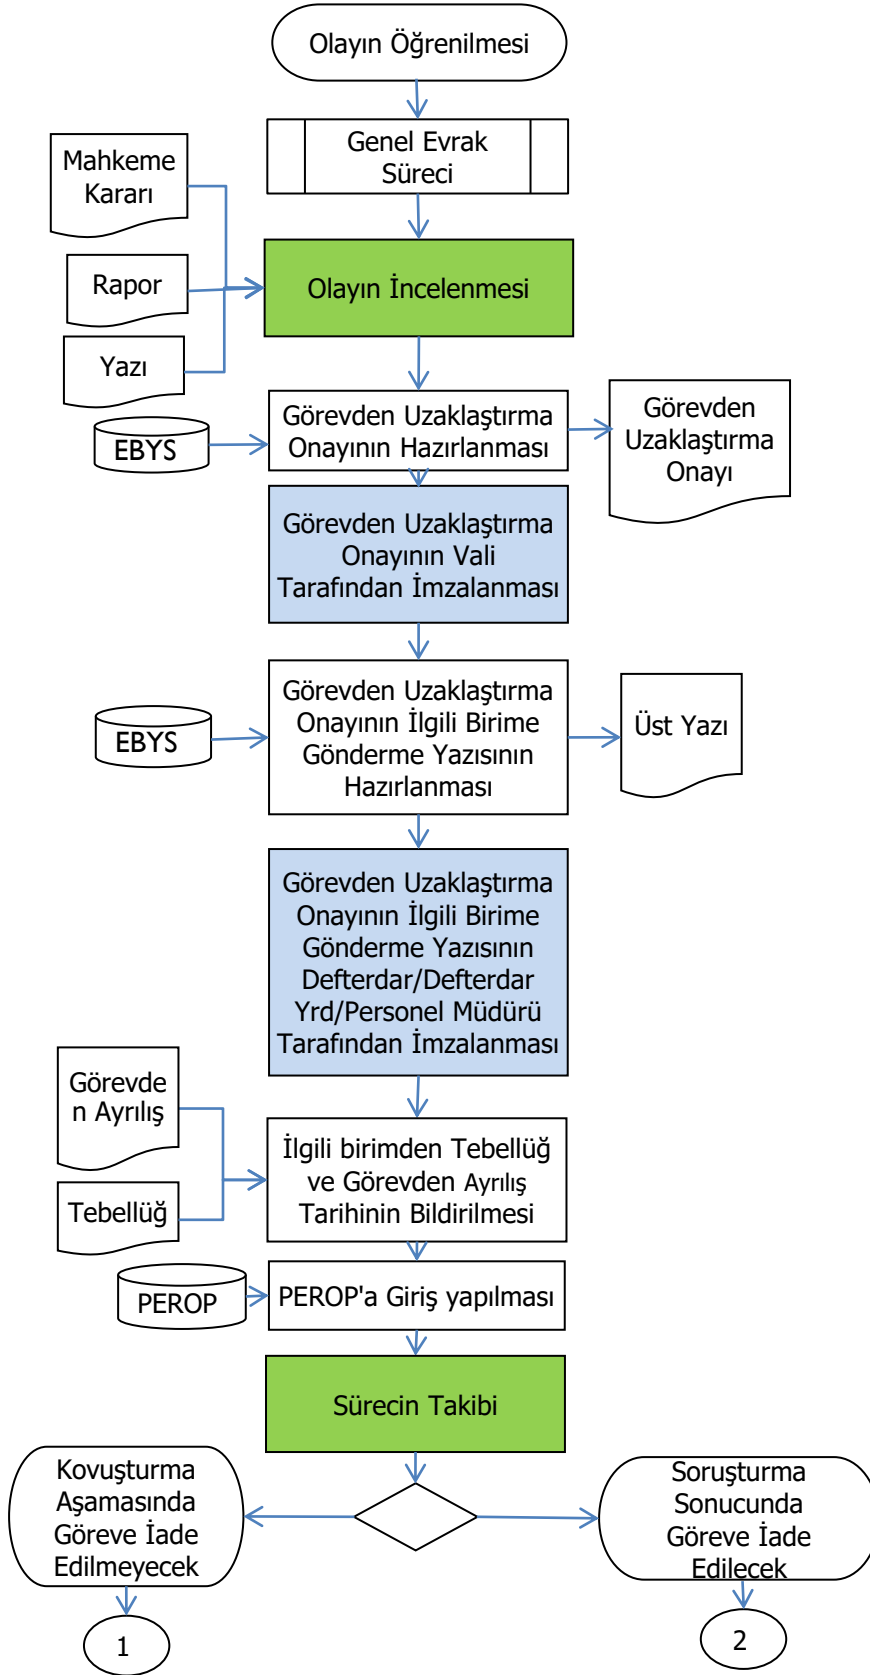 Olayın Öğrenilmesi
Genel Evrak
Süreci
Mahkeme
Kararı
Rapor
Yazı
Olayın İncelenmesi
EBYS
Görevden Uzaklaştırma
Onayının Hazırlanması
Görevden
Uzaklaştırma
Onayı
Görevden Uzaklaştırma
Onayının Vali
Tarafından İmzalanması
EBYS
Görevden Uzaklaştırma
Onayının İlgili Birime
Gönderme Yazısının
Hazırlanması
Üst Yazı
Görevden Uzaklaştırma
Onayının İlgili Birime
Gönderme Yazısının
Defterdar/Defterdar
Yrd/Personel Müdürü
Tarafından İmzalanması
Görevde
n Ayrılış
Tebellüğ
İlgili birimden Tebellüğ
ve Görevden Ayrılış
Tarihinin Bildirilmesi
PEROP
PEROP'a Giriş yapılması
Sürecin Takibi
Kovuşturma
Aşamasında
Göreve İade
Edilmeyecek
Soruşturma
Sonucunda
Göreve İade
Edilecek
1
2